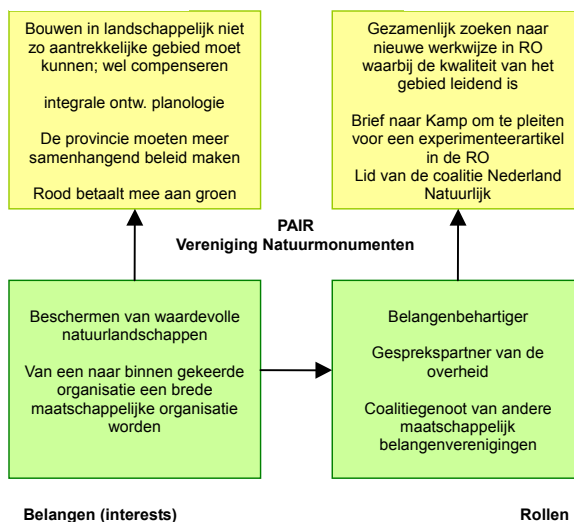 Bouwen in landschappelijk niet
zo aantrekkelijke gebied moet
kunnen; wel compenseren
integrale ontw. planologie
De provincie moeten meer
samenhangend beleid maken
Rood betaalt mee aan groen
Gezamenlijk zoeken naar
nieuwe werkwijze in RO
waarbij de kwaliteit van het
gebied leidend is
Brief naar Kamp om te pleiten
voor een experimenteerartikel
in de RO
Lid van de coalitie Nederland
Natuurlijk
PAIR
Vereniging Natuurmonumenten
Beschermen van waardevolle
natuurlandschappen
Van een naar binnen gekeerde
organisatie een brede
maatschappelijke organisatie
worden
Belangenbehartiger
Gesprekspartner van de
overheid
Coalitiegenoot van andere
maatschappelijk
belangenverenigingen
Belangen (interests)
Rollen